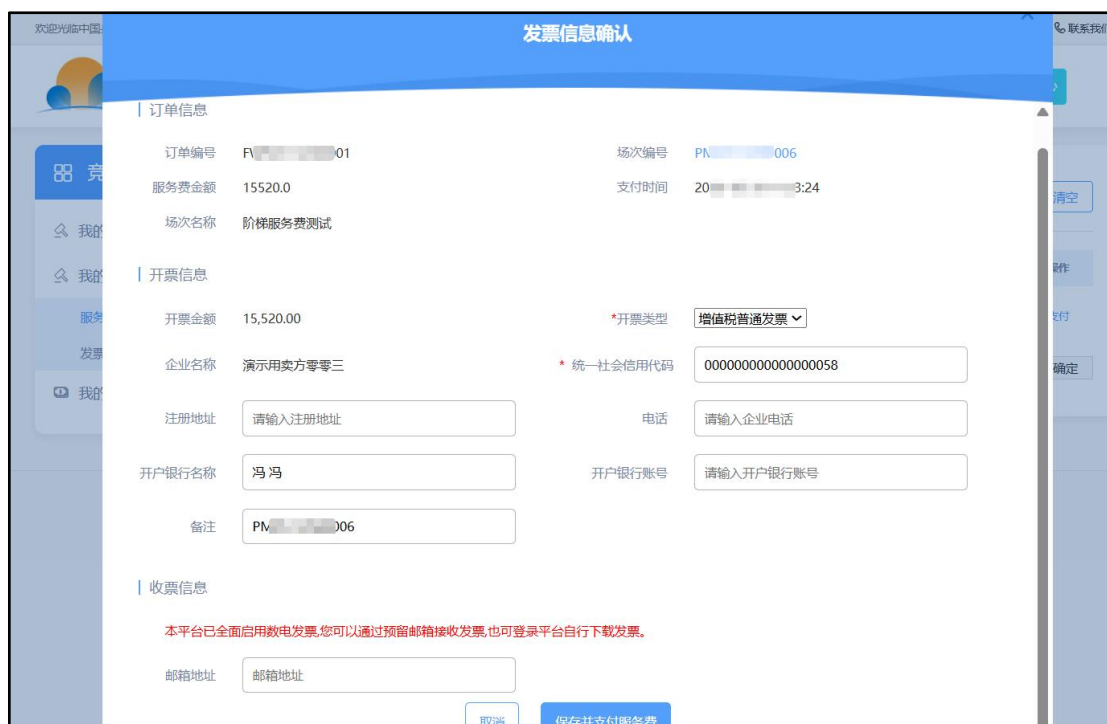 欢迎光临中国
发票信息确认
联系我们
订单信息
订单编号 01
场次编号 006
服务费金额 15520.0
支付时间 20 3:24
清空
场次名称 阶梯服务费测试
我的
我的
开票信息
操作
服务
开票金额 15,520.00
*开票类型 增值税普通发票
支付
发票
企业名称 演示用卖方零零三
* 统一社会信用代码 000000000000000058
确定
我的
注册地址 请输入注册地址
电话 请输入企业电话
开户银行名称 冯冯
开户银行账号 请输入开户银行账号
备注 006
收票信息
本平台已全面启用数电发票,您可以通过预留邮箱接收发票,也可登录平台自行下载发票。
邮箱地址 邮箱地址
取消 保存并支付服务费